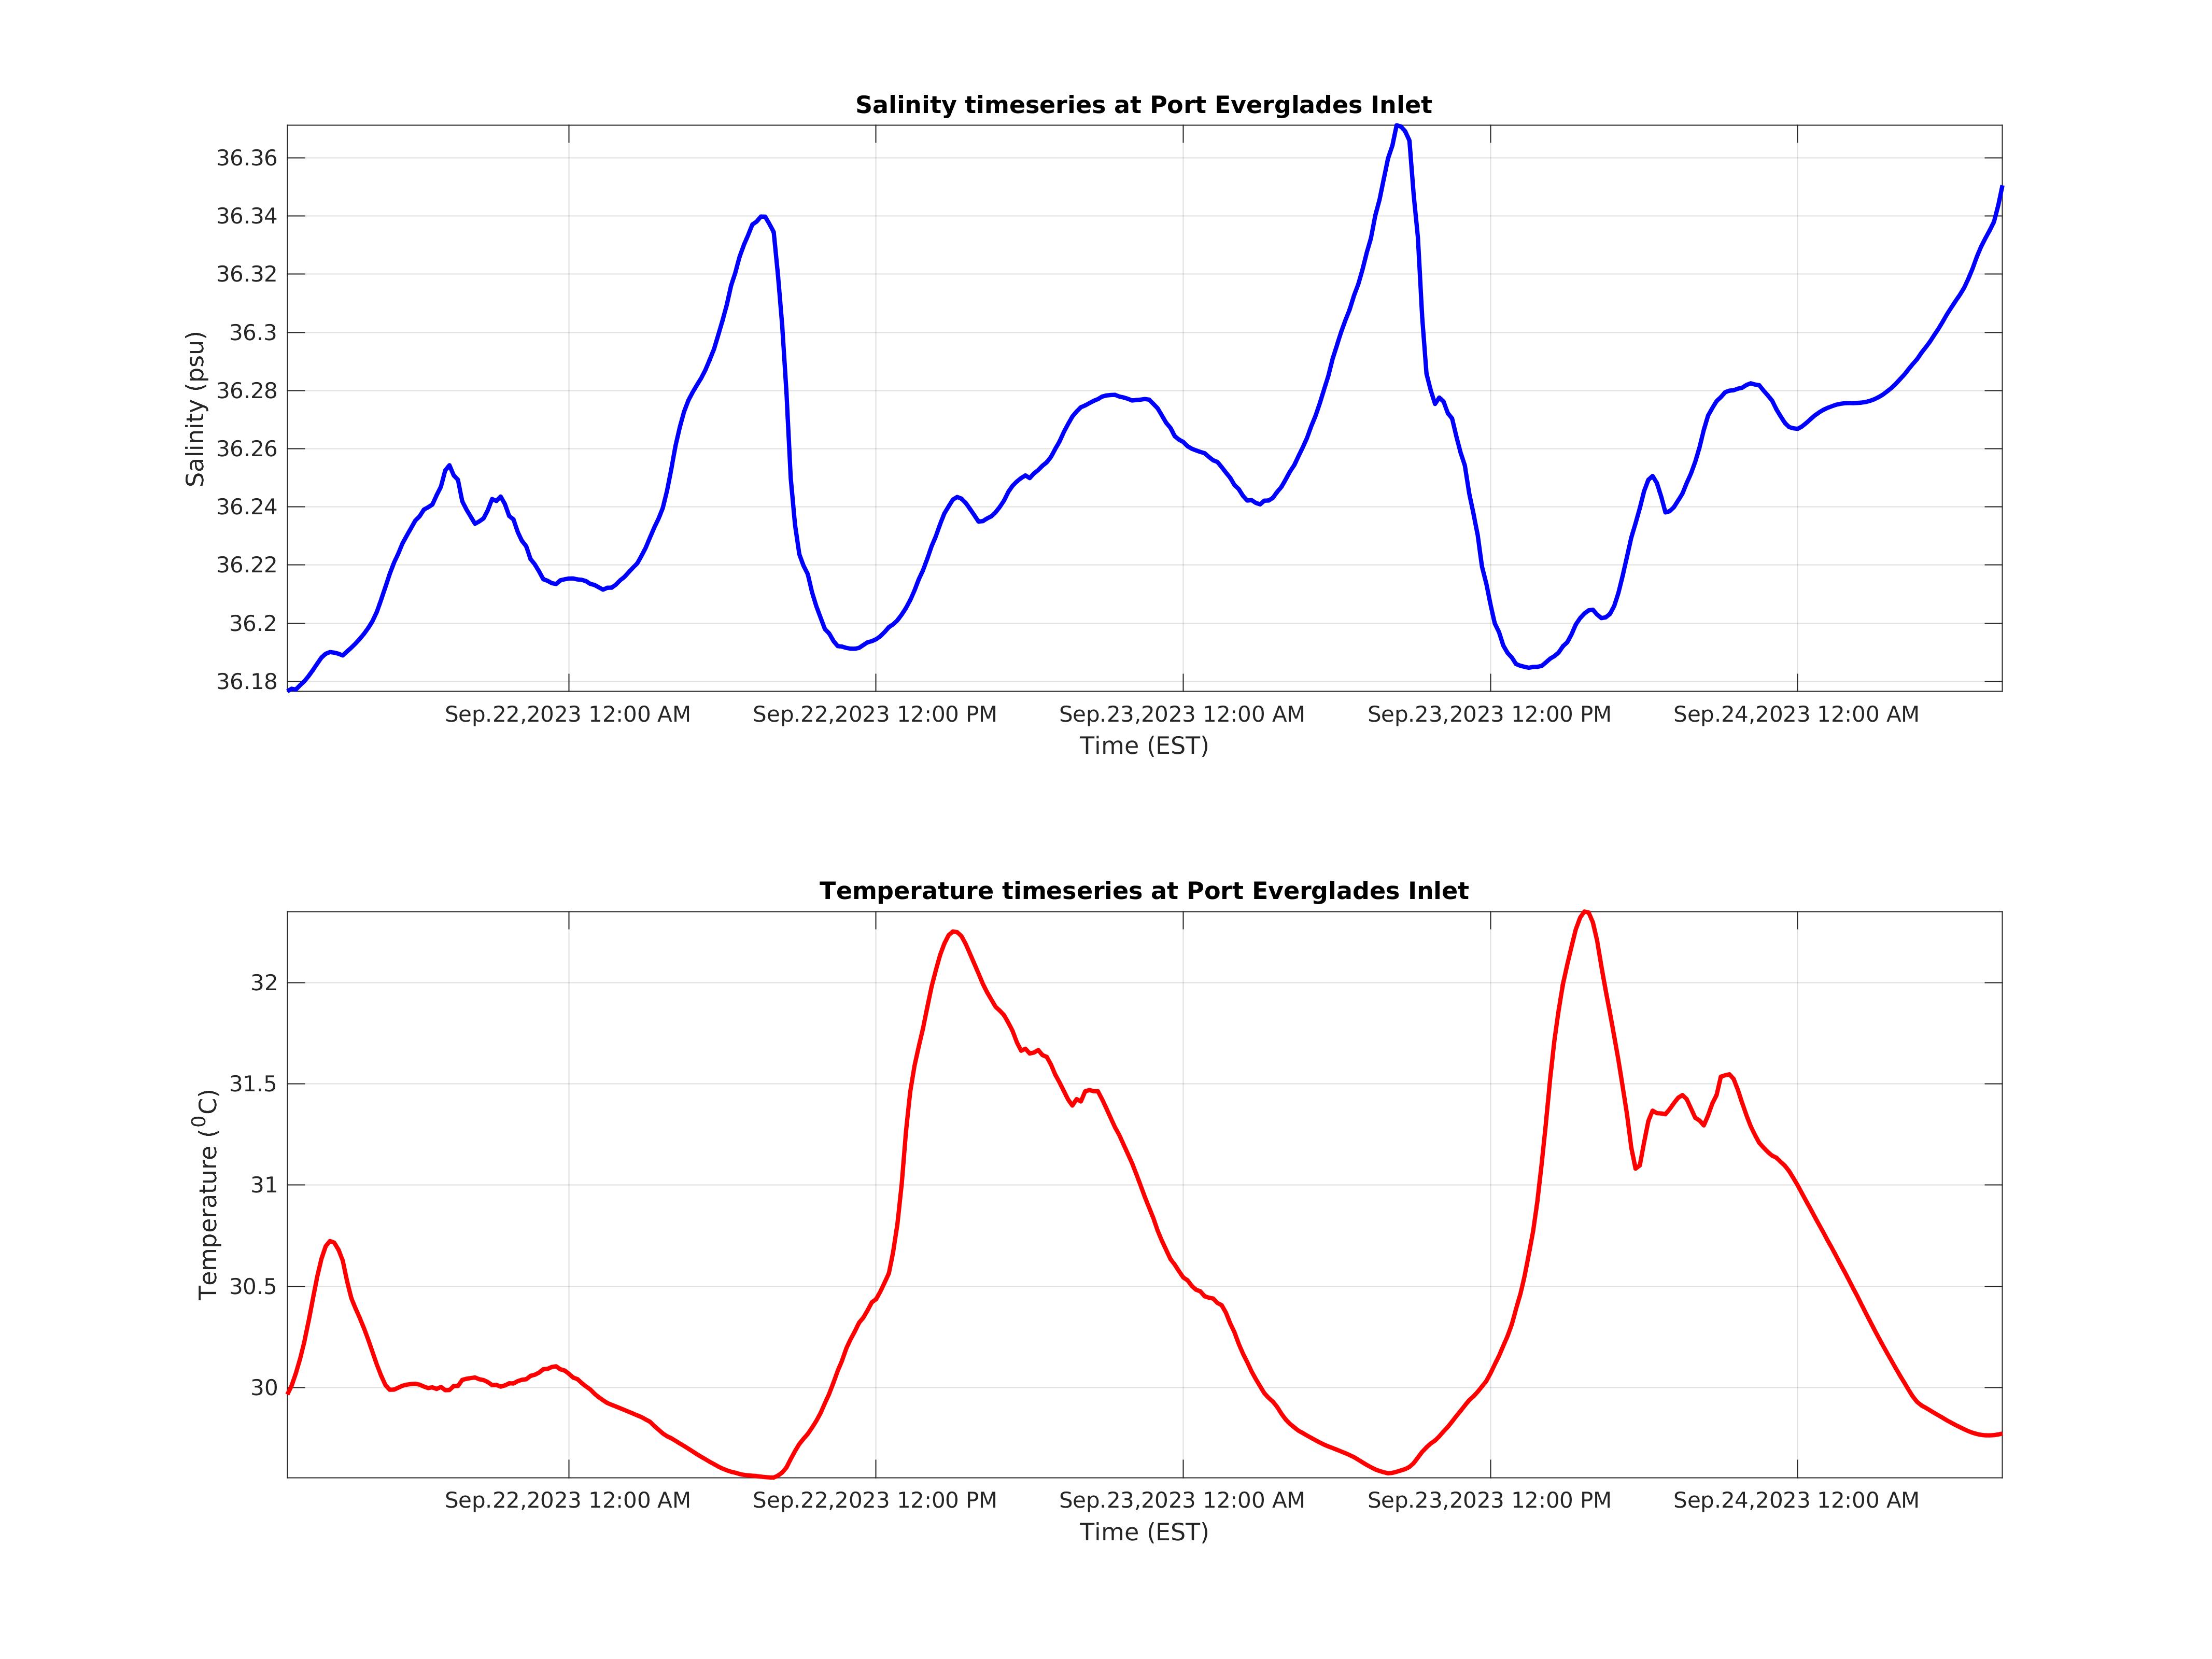 Salinity timeseries at Port Everglades Inlet
36.36
36.34
36.32
36.3
36.28
36.26
36.24
36.22
36.2
36.18
Salinity (psu)
Sep.22,2023 12:00 AM Sep.22,2023 12:00 PM Sep.23,2023 12:00 AM Sep.23,2023 12:00 PM Sep.24,2023 12:00 AM
Time (EST)
Temperature timeseries at Port Everglades Inlet
32
31.5
31
30.5
30
Temperature (⁰C)
Sep.22,2023 12:00 AM Sep.22,2023 12:00 PM Sep.23,2023 12:00 AM Sep.23,2023 12:00 PM Sep.24,2023 12:00 AM
Time (EST)